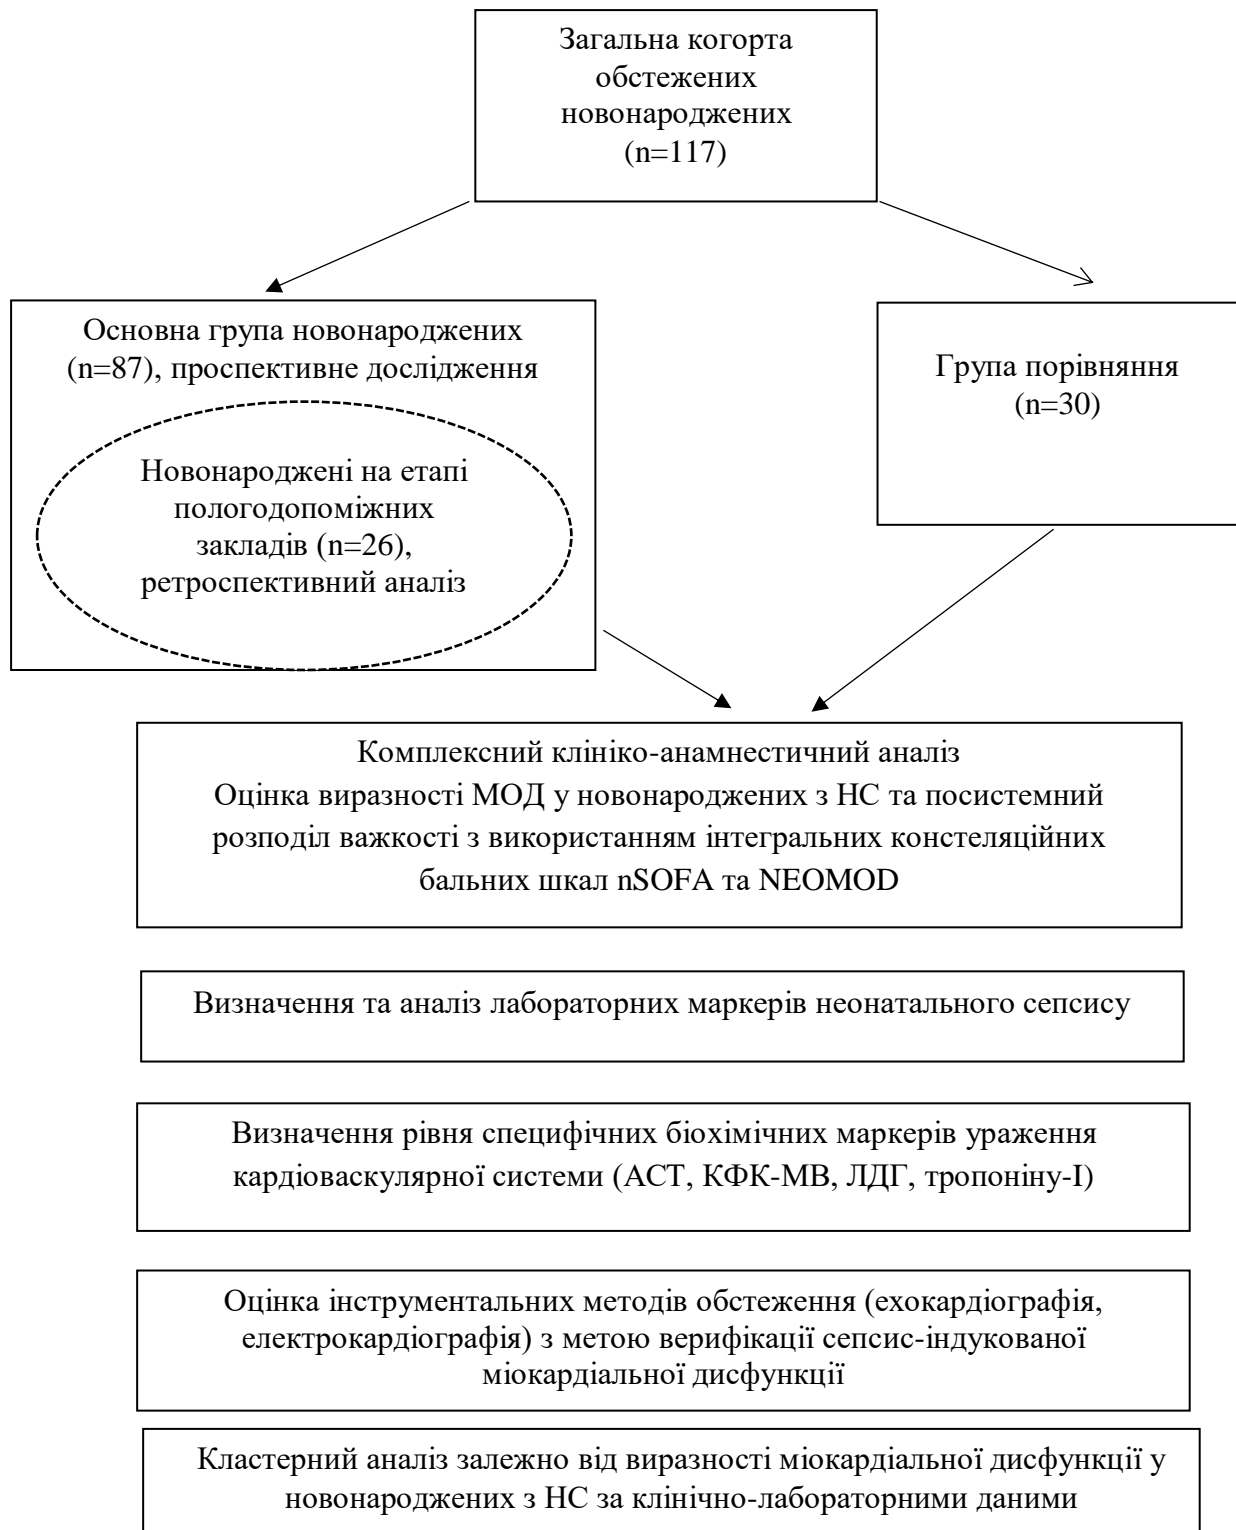 Загальна когорта
обстежених
новонароджених
(n=117)
Основна група новонароджених
(n=87), проспективне дослідження
Новонароджені на етапі
пологодопоміжних
закладів (n=26),
ретроспективний аналіз
Група порівняння
(n=30)
Комплексний клініко-анамнестичний аналіз
Оцінка виразності МОД у новонароджених з НС та посистемний
розподіл важкості з використанням інтегральних констеляційних
бальних шкал nSOFA та NEOMOD
Визначення та аналіз лабораторних маркерів неонатального сепсису
Визначення рівня специфічних біохімічних маркерів ураження
кардіоваскулярної системи (АСТ, КФК-МВ, ЛДГ, тропоніну-І)
Оцінка інструментальних методів обстеження (ехокардіографія,
електрокардіографія) з метою верифікації сепсис-індукованої
міокардіальної дисфункції
Кластерний аналіз залежно від виразності міокардіальної дисфункції у
новонароджених з НС за клінічно-лабораторними даними